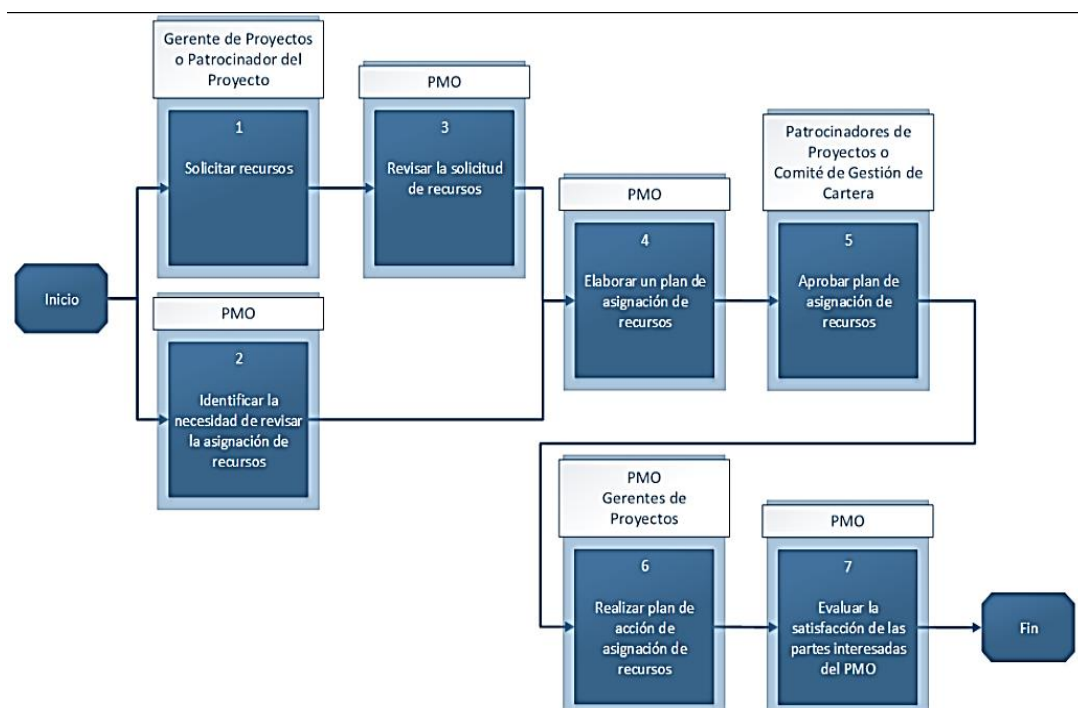 Gerente de Proyectos
o Patrocinador del
Proyecto
1
Solicitar recursos
PMO
3
Revisar la solicitud
de recursos
Inicio
PMO
2
Identificar la
necesidad de revisar
la asignación de
recursos
PMO
4
Elaborar un plan de
asignación de
recursos
Patrocinadores de
Proyectos o
Comité de Gestión de
Cartera
5
Aprobar plan de
asignación de
recursos
PMO
Gerentes de
Proyectos
6
Realizar plan de
acción de
asignación de
recursos
PMO
7
Evaluar la
satisfacción de las
partes interesadas
del PMO
Fin